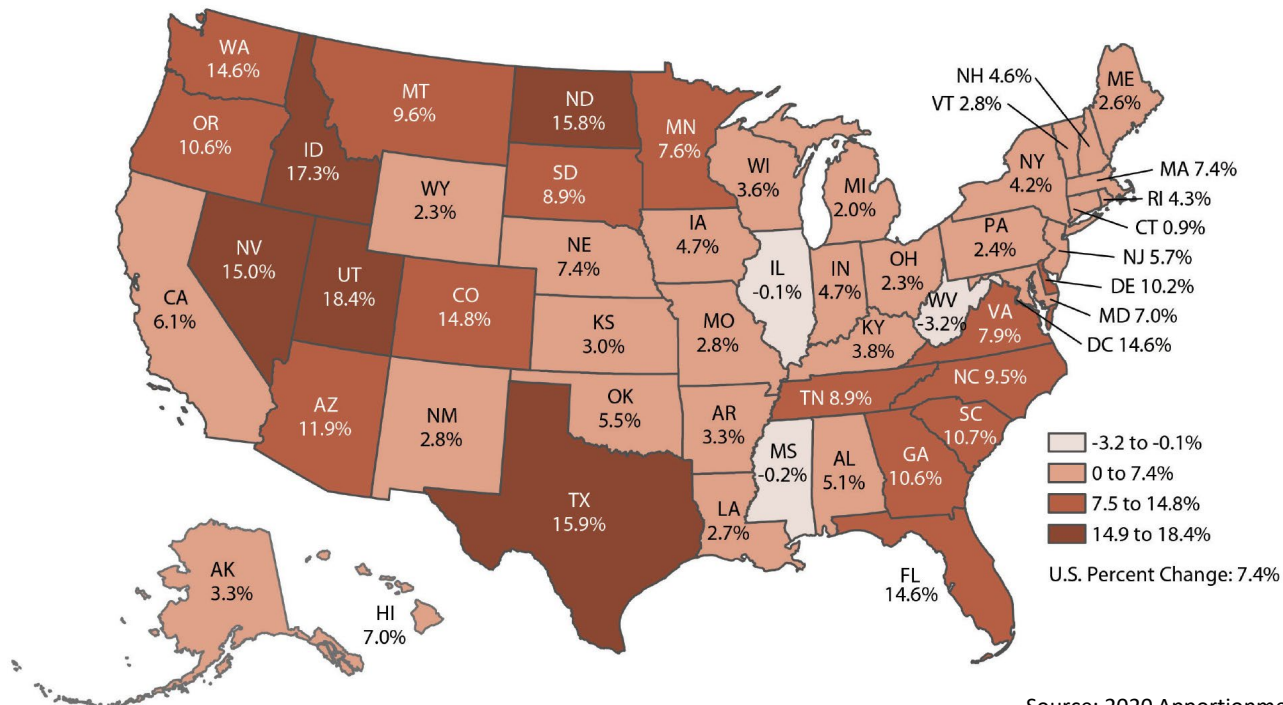 WA
14.6%
MT
9.6%
ND
15.8%
MN
7.6%
OR
10.6%
ID
17.3%
WY
2.3%
SD
8.9%
WI
3.6%
MI
2.0%
NH 4.6%
VT 2.8%
ME
2.6%
NY
4.2%
MA 7.4%
RI 4.3%
CT 0.9%
NJ 5.7%
DE 10.2%
MD 7.0%
DC 14.6%
PA
2.4%
NV
15.0%
UT
18.4%
CA
6.1%
CO
14.8%
NE
7.4%
IA
4.7%
IL
-0.1%
IN
4.7%
OH
2.3%
WV
-3.2%
VA
7.9%
KS
3.0%
MO
2.8%
KY
3.8%
NC 9.5%
TN 8.9%
SC
10.7%
AZ
11.9%
NM
2.8%
OK
5.5%
AR
3.3%
MS
-0.2%
AL
5.1%
GA
10.6%
TX
15.9%
LA
2.7%
FL
14.6%
AK
3.3%
HI
7.0%
-3.2 to -0.1%
0 to 7.4%
7.5 to 14.8%
14.9 to 18.4%
U.S. Percent Change: 7.4%
Source: 2020